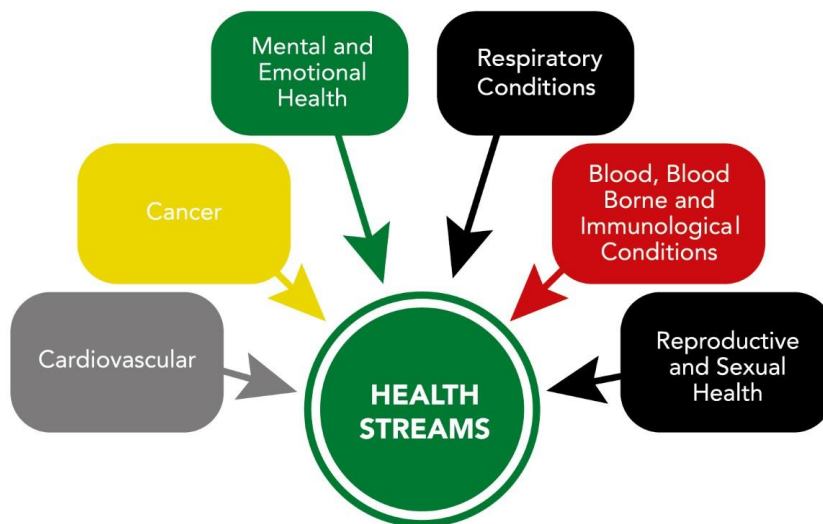 Mental and
Emotional
Health
Respiratory
Conditions
Cancer
Blood, Blood
Borne and
Immunological
Conditions
Cardiovascular
Reproductive
and Sexual
Health
HEALTH
STREAMS